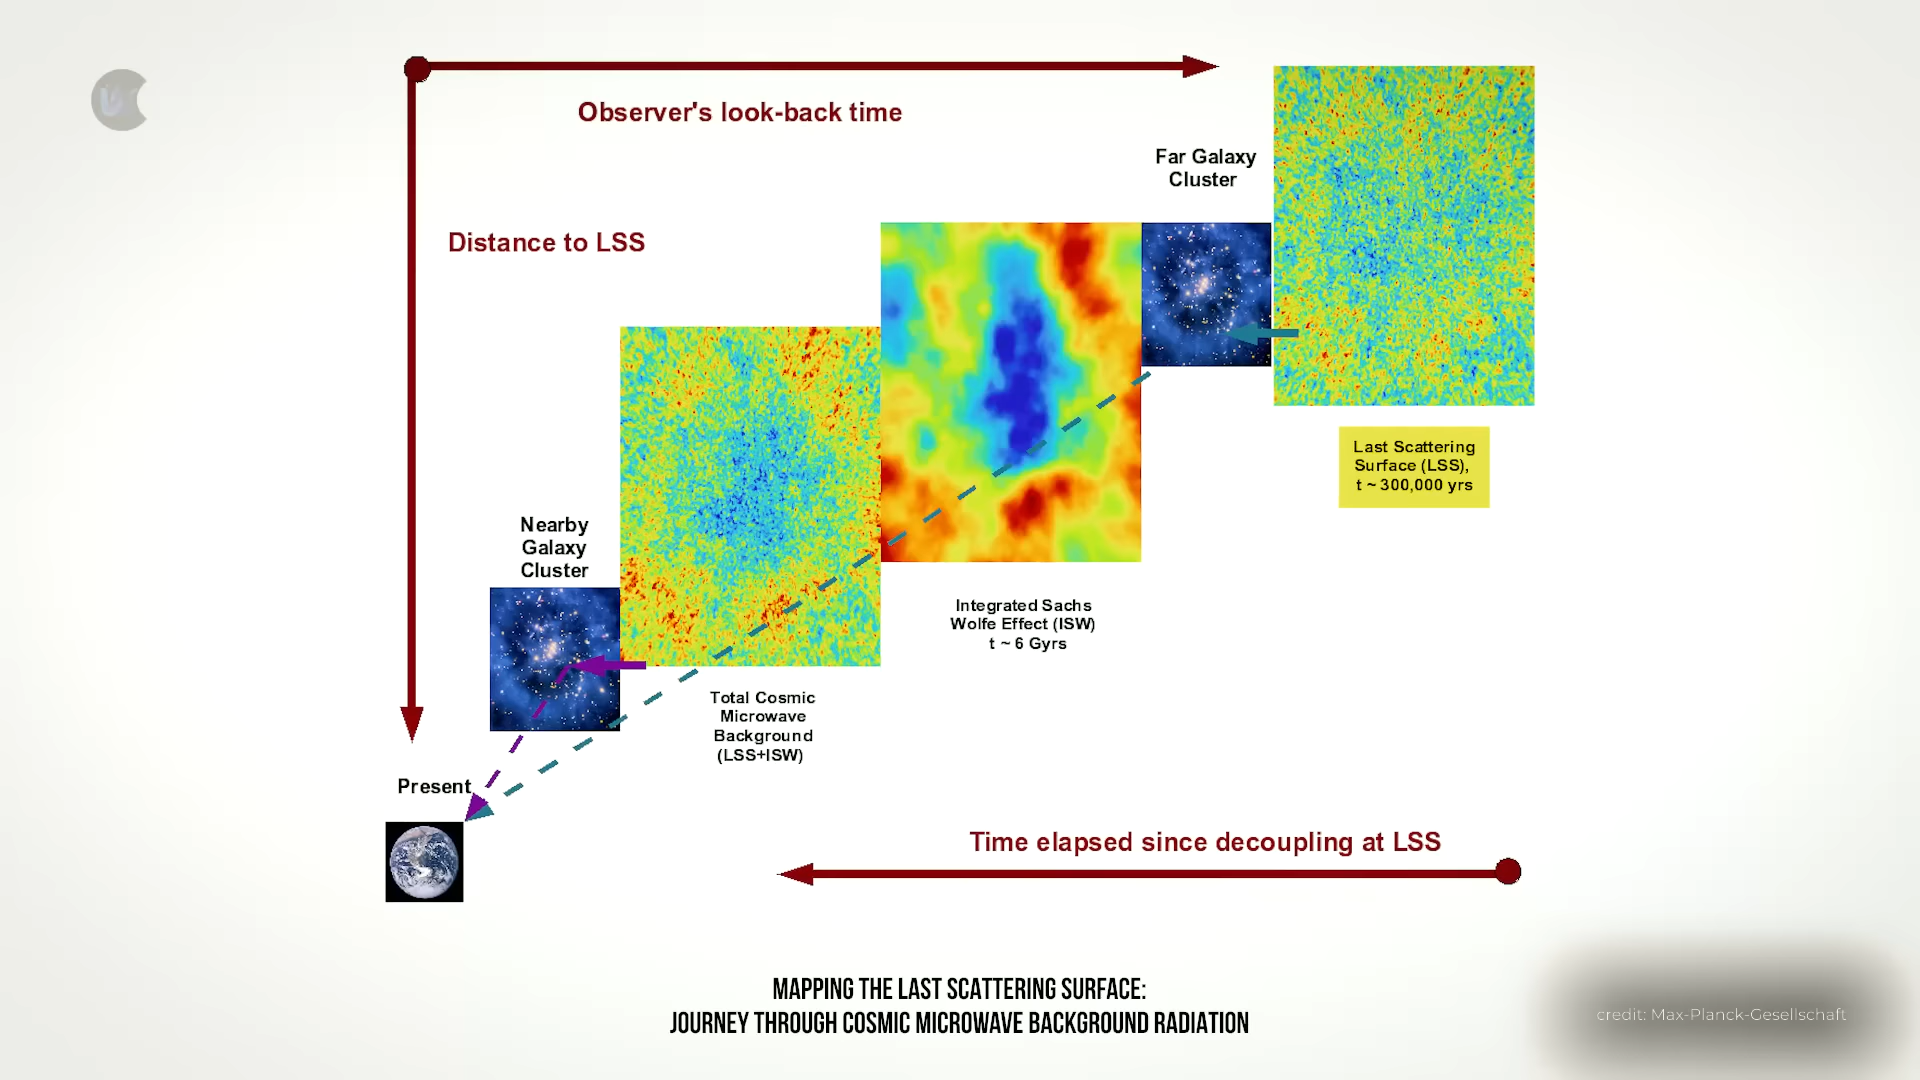 Observer's look-back time
Far Galaxy
Cluster
Distance to LSS
Last Scattering
Surface (LSS),
t ~ 300,000 yrs
Nearby
Galaxy
Cluster
Integrated Sachs
Wolfe Effect (ISW)
t ~ 6 Gyrs
Total Cosmic
Microwave
Background
(LSS+ISW)
Present
Time elapsed since decoupling at LSS
MAPPING THE LAST SCATTERING SURFACE:
JOURNEY THROUGH COSMIC MICROWAVE BACKGROUND RADIATION
credit: Max-Planck-Gesellschaft